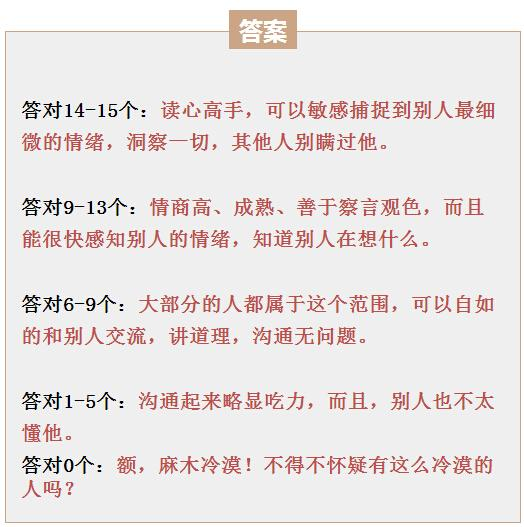 答案
答对14-15个：读心高手，可以敏感捕捉到别人最细
微的情绪，洞察一切，其他人别瞒过他。
答对9-13个：情商高、成熟、善于察言观色，而且
能很快感知别人的情绪，知道别人在想什么。
答对6-9个：大部分的人都属于这个范围，可以自如
的和别人交流，讲道理，沟通无问题。
答对1-5个：沟通起来略显吃力，而且，别人也不太
懂他。
答对0个：额，麻木冷漠！不得不怀疑有这么冷漠的
人吗？